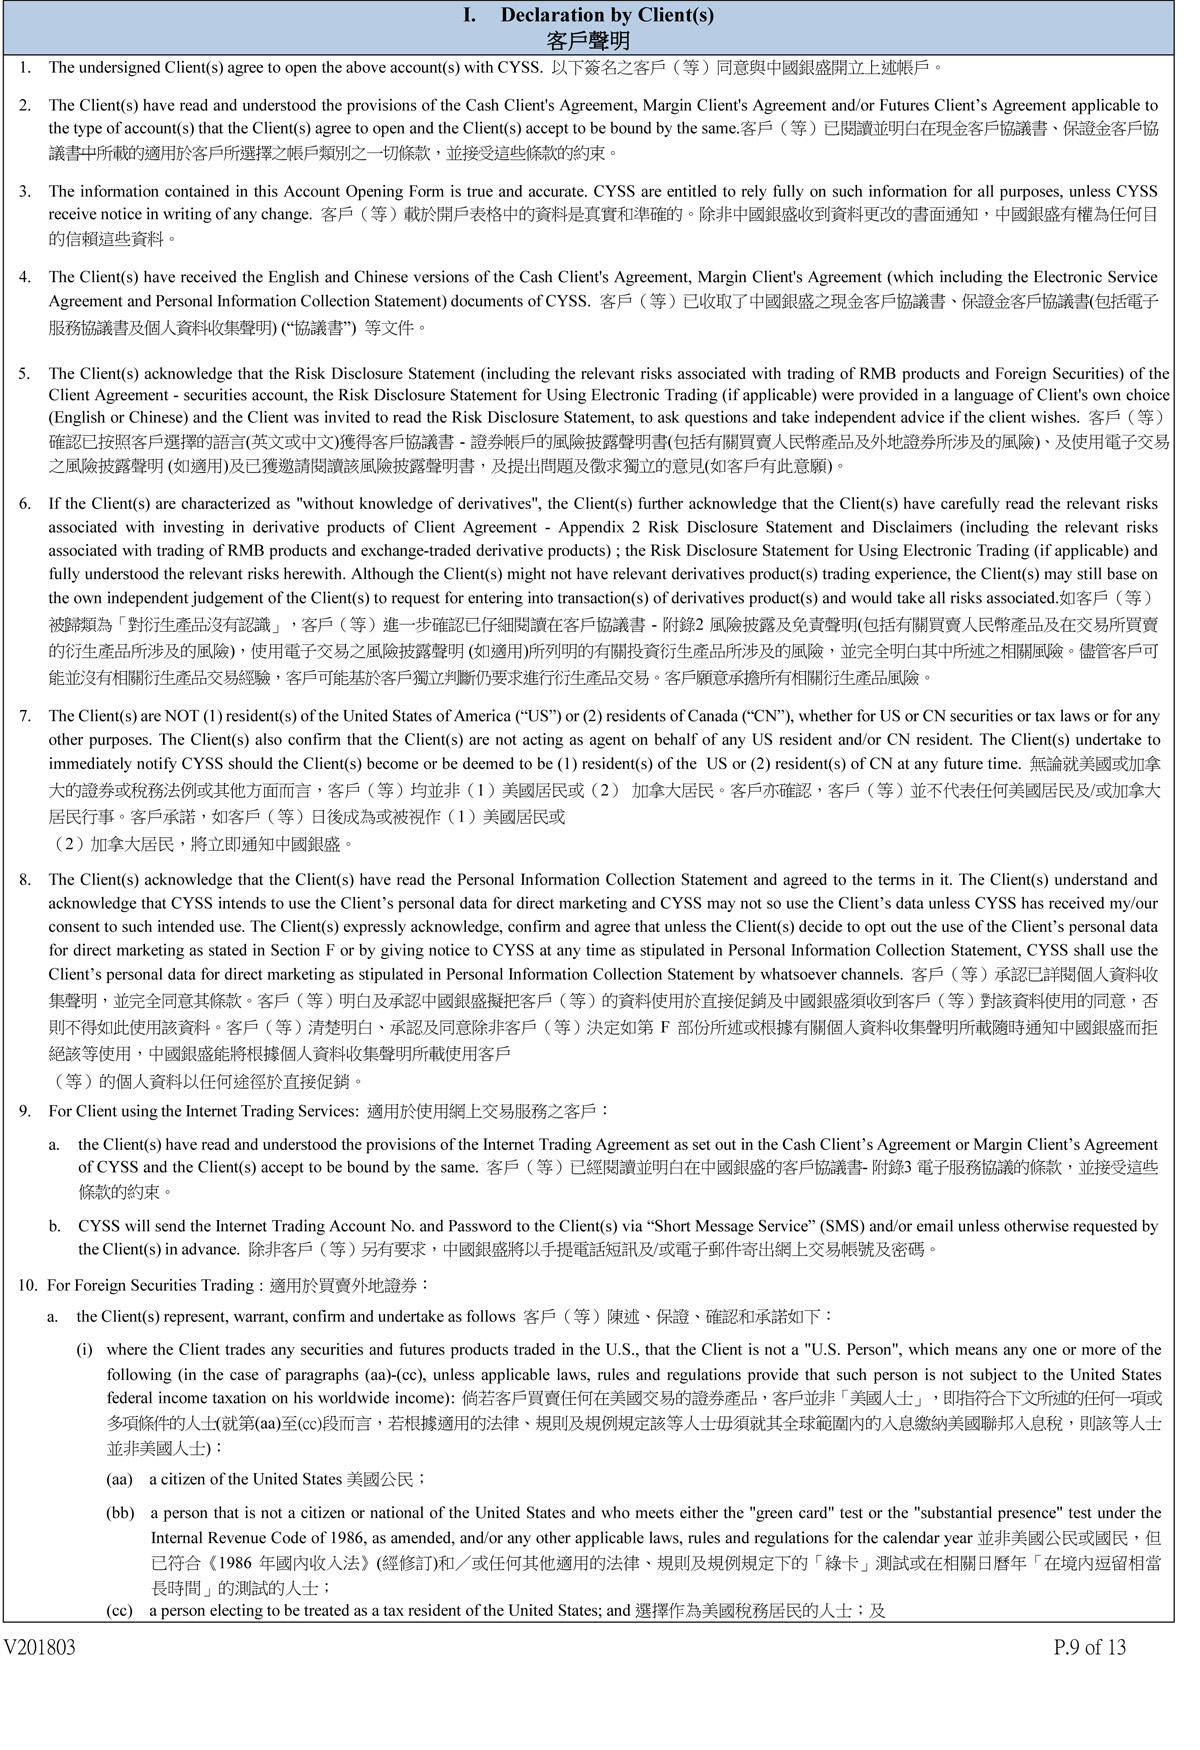 I. Declaration by Client(s)
客戶聲明
1. The undersigned Client(s) agree to open the above account(s) with CYSS. 以下簽名之客戶（等）同意與中國銀盛開立上述帳戶。
2. The Client(s) have read and understood the provisions of the Cash Client's Agreement, Margin Client's Agreement and/or Futures Client’s Agreement applicable to
the type of account(s) that the Client(s) agree to open and the Client(s) accept to be bound by the same.客戶（等）已閱讀並明白在現金客戶協議書、保證金客戶協
議書中所載的適用於客戶所選擇之帳戶類別之一切條款，並接受這些條款的約束。
3. The information contained in this Account Opening Form is true and accurate. CYSS are entitled to rely fully on such information for all purposes, unless CYSS
receive notice in writing of any change. 客戶（等）載於開戶表格中的資料是真實和準確的。除非中國銀盛收到資料更改的書面通知，中國銀盛有權為任何目
的信賴這些資料。
4. The Client(s) have received the English and Chinese versions of the Cash Client's Agreement, Margin Client's Agreement (which including the Electronic Service
Agreement and Personal Information Collection Statement) documents of CYSS. 客戶（等）已收取了中國銀盛之現金客戶協議書、保證金客戶協議書(包括電子
服務協議書及個人資料收集聲明) (“協議書”) 等文件。
5. The Client(s) acknowledge that the Risk Disclosure Statement (including the relevant risks associated with trading of RMB products and Foreign Securities) of the
Client Agreement - securities account, the Risk Disclosure Statement for Using Electronic Trading (if applicable) were provided in a language of Client's own choice
(English or Chinese) and the Client was invited to read the Risk Disclosure Statement, to ask questions and take independent advice if the client wishes. 客戶（等）
確認已按照客戶選擇的語言(英文或中文)獲得客戶協議書 - 證券帳戶的風險披露聲明書(包括有關買賣人民幣產品及外地證券所涉及的風險)、及使用電子交易
之風險披露聲明 (如適用)及已獲邀請閱讀該風險披露聲明書，及提出問題及徵求獨立的意見(如客戶有此意願)。
6. If the Client(s) are characterized as "without knowledge of derivatives", the Client(s) further acknowledge that the Client(s) have carefully read the relevant risks
associated with investing in derivative products of Client Agreement - Appendix 2 Risk Disclosure Statement and Disclaimers (including the relevant risks
associated with trading of RMB products and exchange-traded derivative products) ; the Risk Disclosure Statement for Using Electronic Trading (if applicable) and
fully understood the relevant risks herewith. Although the Client(s) might not have relevant derivatives product(s) trading experience, the Client(s) may still base on
the own independent judgement of the Client(s) to request for entering into transaction(s) of derivatives product(s) and would take all risks associated.如客戶（等）
被歸類為「對衍生產品沒有認識」，客戶（等）進一步確認已仔細閱讀在客戶協議書 - 附錄2 風險披露及免責聲明(包括有關買賣人民幣產品及在交易所買賣
的衍生產品所涉及的風險)，使用電子交易之風險披露聲明 (如適用)所列明的有關投資衍生產品所涉及的風險，並完全明白其中所述之相關風險。儘管客戶可
能並沒有相關衍生產品交易經驗，客戶可能基於客戶獨立判斷仍要求進行衍生產品交易。客戶願意承擔所有相關衍生產品風險。
7. The Client(s) are NOT (1) resident(s) of the United States of America (“US”) or (2) residents of Canada (“CN”), whether for US or CN securities or tax laws or for any
other purposes. The Client(s) also confirm that the Client(s) are not acting as agent on behalf of any US resident and/or CN resident. The Client(s) undertake to
immediately notify CYSS should the Client(s) become or be deemed to be (1) resident(s) of the US or (2) resident(s) of CN at any future time. 無論就美國或加拿
大的證券或稅務法例或其他方面而言，客戶（等）均並非（1）美國居民或（2） 加拿大居民。客戶亦確認，客戶（等）並不代表任何美國居民及/或加拿大
居民行事。客戶承諾，如客戶（等）日後成為或被視作（1）美國居民或
（2）加拿大居民，將立即通知中國銀盛。
8. The Client(s) acknowledge that the Client(s) have read the Personal Information Collection Statement and agreed to the terms in it. The Client(s) understand and
acknowledge that CYSS intends to use the Client’s personal data for direct marketing and CYSS may not so use the Client’s data unless CYSS has received my/our
consent to such intended use. The Client(s) expressly acknowledge, confirm and agree that unless the Client(s) decide to opt out the use of the Client’s personal data
for direct marketing as stated in Section F or by giving notice to CYSS at any time as stipulated in Personal Information Collection Statement, CYSS shall use the
Client’s personal data for direct marketing as stipulated in Personal Information Collection Statement by whatsoever channels. 客戶（等）承認已詳閱個人資料收
集聲明，並完全同意其條款。客戶（等）明白及承認中國銀盛擬把客戶（等）的資料使用於直接促銷及中國銀盛須收到客戶（等）對該資料使用的同意，否
則不得如此使用該資料。客戶（等）清楚明白、承認及同意除非客戶（等）決定如第 F 部份所述或根據有關個人資料收集聲明所載隨時通知中國銀盛而拒
絕該等使用，中國銀盛能將根據個人資料收集聲明所載使用客戶
（等）的個人資料以任何途徑於直接促銷。
9. For Client using the Internet Trading Services: 適用於使用網上交易服務之客戶：
a. the Client(s) have read and understood the provisions of the Internet Trading Agreement as set out in the Cash Client’s Agreement or Margin Client’s Agreement
of CYSS and the Client(s) accept to be bound by the same. 客戶（等）已經閱讀並明白在中國銀盛的客戶協議書- 附錄3 電子服務協議的條款，並接受這些
條款的約束。
b. CYSS will send the Internet Trading Account No. and Password to the Client(s) via “Short Message Service” (SMS) and/or email unless otherwise requested by
the Client(s) in advance. 除非客戶（等）另有要求，中國銀盛將以手提電話短訊及/或電子郵件寄出網上交易帳號及密碼。
10. For Foreign Securities Trading : 適用於買賣外地證券：
a. the Client(s) represent, warrant, confirm and undertake as follows 客戶（等）陳述、保證、確認和承諾如下：
(i) where the Client trades any securities and futures products traded in the U.S., that the Client is not a "U.S. Person", which means any one or more of the
following (in the case of paragraphs (aa)-(cc), unless applicable laws, rules and regulations provide that such person is not subject to the United States
federal income taxation on his worldwide income): 倘若客戶買賣任何在美國交易的證券產品，客戶並非「美國人士」，即指符合下文所述的任何一項或
多項條件的人士(就第(aa)至(cc)段而言，若根據適用的法律、規則及規例規定該等人士毋須就其全球範圍內的入息繳納美國聯邦入息稅，則該等人士
並非美國人士)：
(aa) a citizen of the United States 美國公民；
(bb) a person that is not a citizen or national of the United States and who meets either the "green card" test or the "substantial presence" test under the
Internal Revenue Code of 1986, as amended, and/or any other applicable laws, rules and regulations for the calendar year 並非美國公民或國民，但
已符合《1986 年國內收入法》(經修訂)和／或任何其他適用的法律、規則及規例規定下的「綠卡」測試或在相關日曆年「在境內逗留相當
長時間」的測試的人士；
(cc) a person electing to be treated as a tax resident of the United States; and 選擇作為美國稅務居民的人士；及
V201803
P.9 of 13